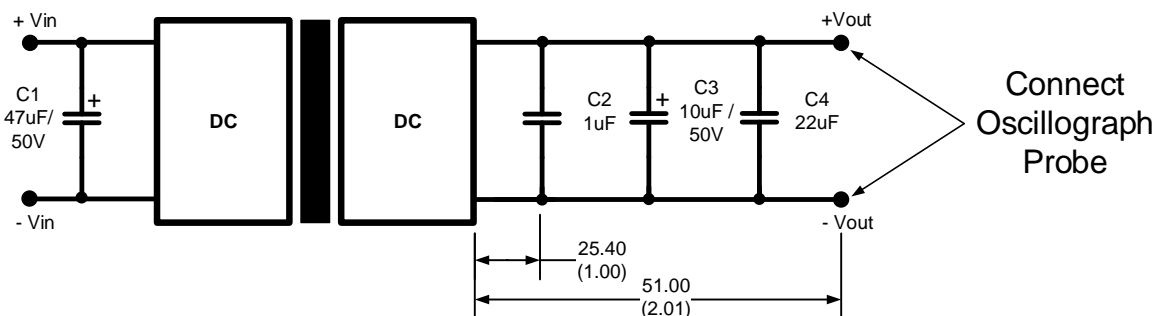 + Vin
C1
47uF/
50V
+
- Vin
DC
DC
C2
1uF
+
C3
10uF /
50V
C4
22uF
+Vout
- Vout
Connect
Oscillograph
Probe
25.40
(1.00)
51.00
(2.01)